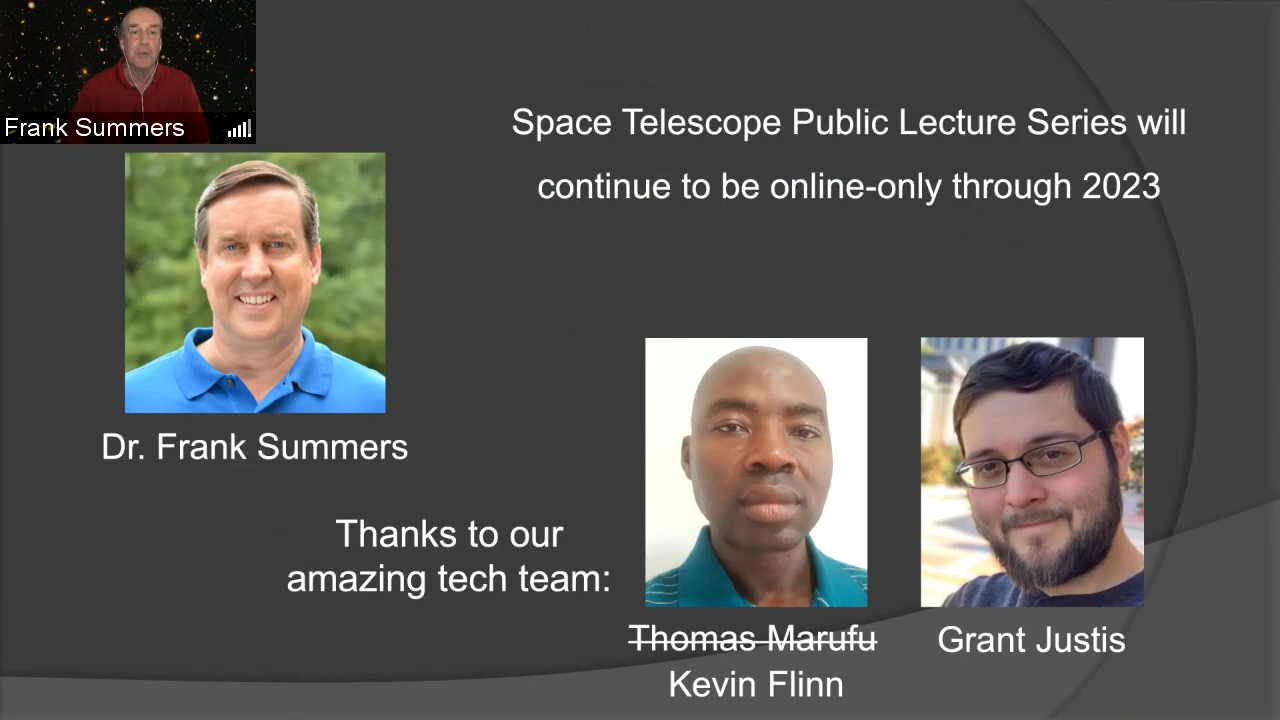 Frank Summers
Space Telescope Public Lecture Series will
continue to be online-only through 2023
Dr. Frank Summers
Thanks to our
amazing tech team:
Thomas Marufu
Kevin Flinn
Grant Justis